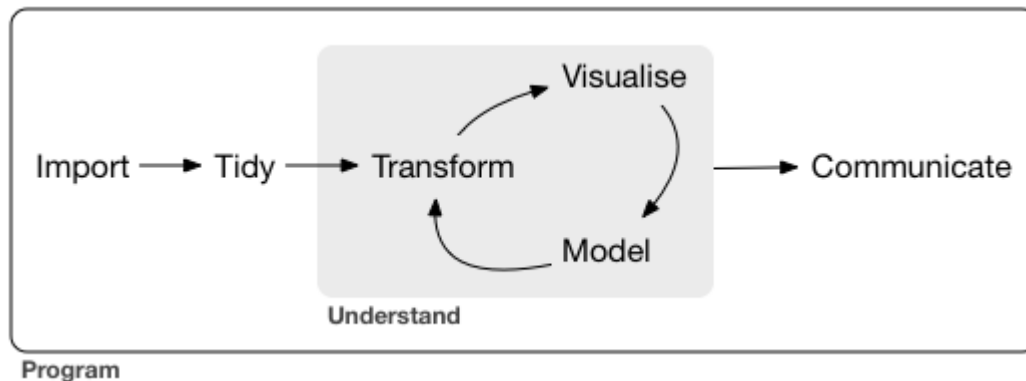 Visualise
Import
Tidy
Transform
Communicate
Model
Understand
Program